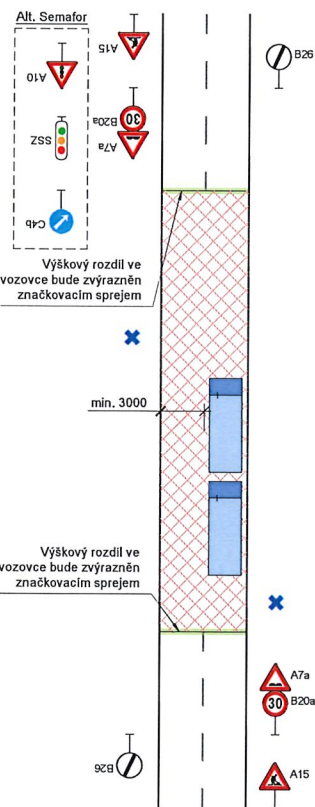 Alt. Semafor
A15
B26
A10
B20a
30
A7a
SSZ
C4b
Výškový rozdíl ve
vozovce bude zvýrazněn
značkovacím sprejem
min. 3000
Výškový rozdíl ve
vozovce bude zvýrazněn
značkovacím sprejem
A7a
30
B20a
B26
A15